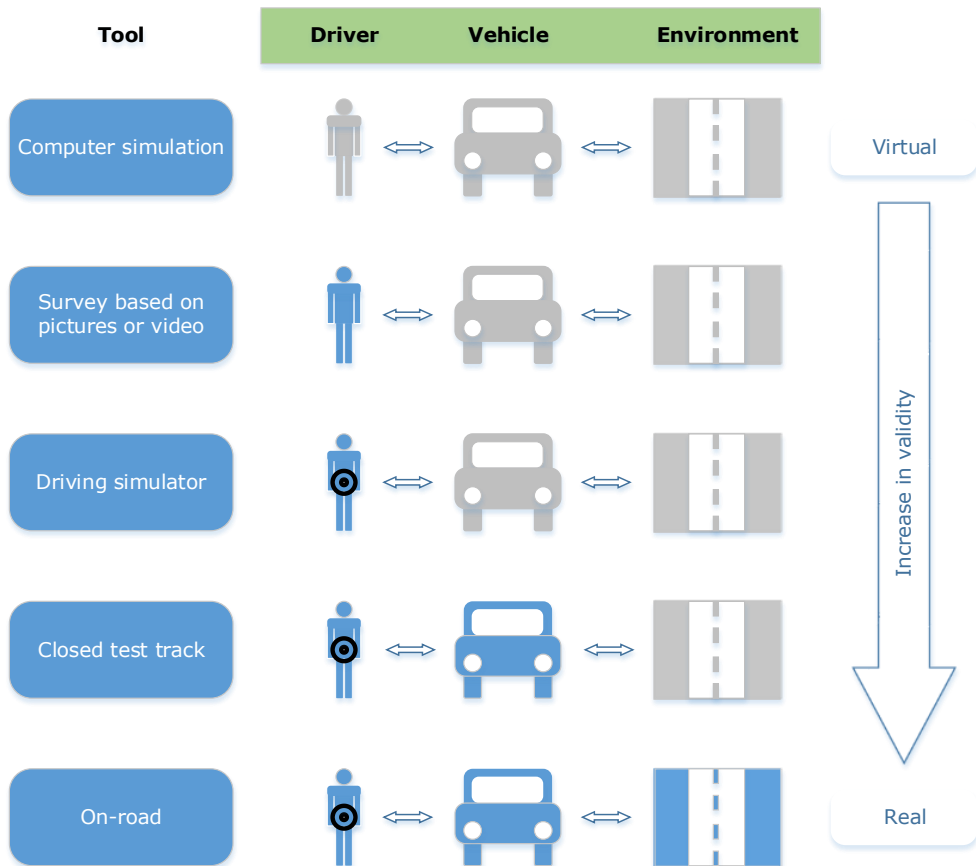 Tool
Driver
Vehicle
Environment
Computer simulation
Virtual
Survey based on
pictures or video
Driving simulator
Increase in validity
Closed test track
On-road
Real